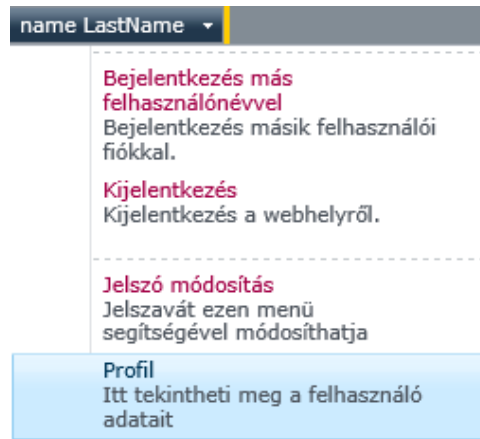 name LastName
Bejelentkezés más
felhasználónévvel
Bejelentkezés másik felhasználói
fiókkal.
Kijelentkezés
Kijelentkezés a webhelyről.
Jelszó módosítás
Jelszavát ezen menü
segítségével módosíthatja
Profil
Itt tekintheti meg a felhasználó
adatait